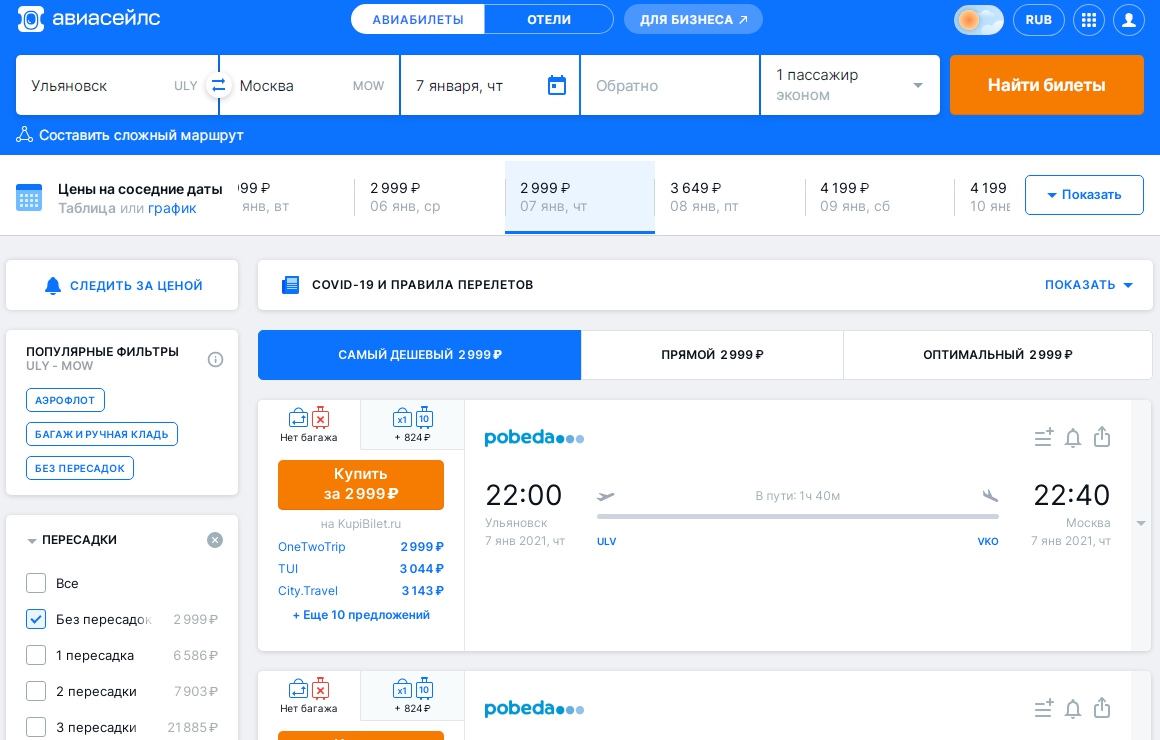 авиасейлс
АВИАБИЛЕТЫ
ОТЕЛИ
ДЛЯ БИЗНЕСА
RUB
Ульяновск ULY
Москва MOW
7 января, чт
Обратно
1 пассажир
эконом
Найти билеты
Составить сложный маршрут
Цены на соседние даты
Таблица или график
99 ₽
янв, вт
2 999 ₽
06 янв, ср
2 999 ₽
07 янв, чт
3 649 ₽
08 янв, пт
4 199 ₽
09 янв, сб
4 199
10 янв
Показать
СЛЕДИТЬ ЗА ЦЕНОЙ
COVID-19 И ПРАВИЛА ПЕРЕЛЕТОВ
ПОКАЗАТЬ
ПОПУЛЯРНЫЕ ФИЛЬТРЫ
ULY - MOW
АЭРОФЛОТ
БАГАЖ И РУЧНАЯ КЛАДЬ
БЕЗ ПЕРЕСАДОК
САМЫЙ ДЕШЕВЫЙ 2 999 ₽
ПРЯМОЙ 2 999 ₽
ОПТИМАЛЬНЫЙ 2 999 ₽
ПЕРЕСАДКИ
Все
Без пересадок 2 999 ₽
1 пересадка 6 586 ₽
2 пересадки 7 903 ₽
3 пересадки 21 885 ₽
Нет багажа
x1 10
+ 824 ₽
Купить
за 2 999 ₽
на KupiBilet.ru
OneTwoTrip 2 999 ₽
TUI 3 044 ₽
City.Travel 3 143 ₽
+ Еще 10 предложений
pobeda
22:00
Ульяновск
7 янв 2021, чт
В пути: 1ч 40м
ULV
VKO
22:40
Москва
7 янв 2021, чт
Нет багажа
x1 10
+ 824 ₽
pobeda